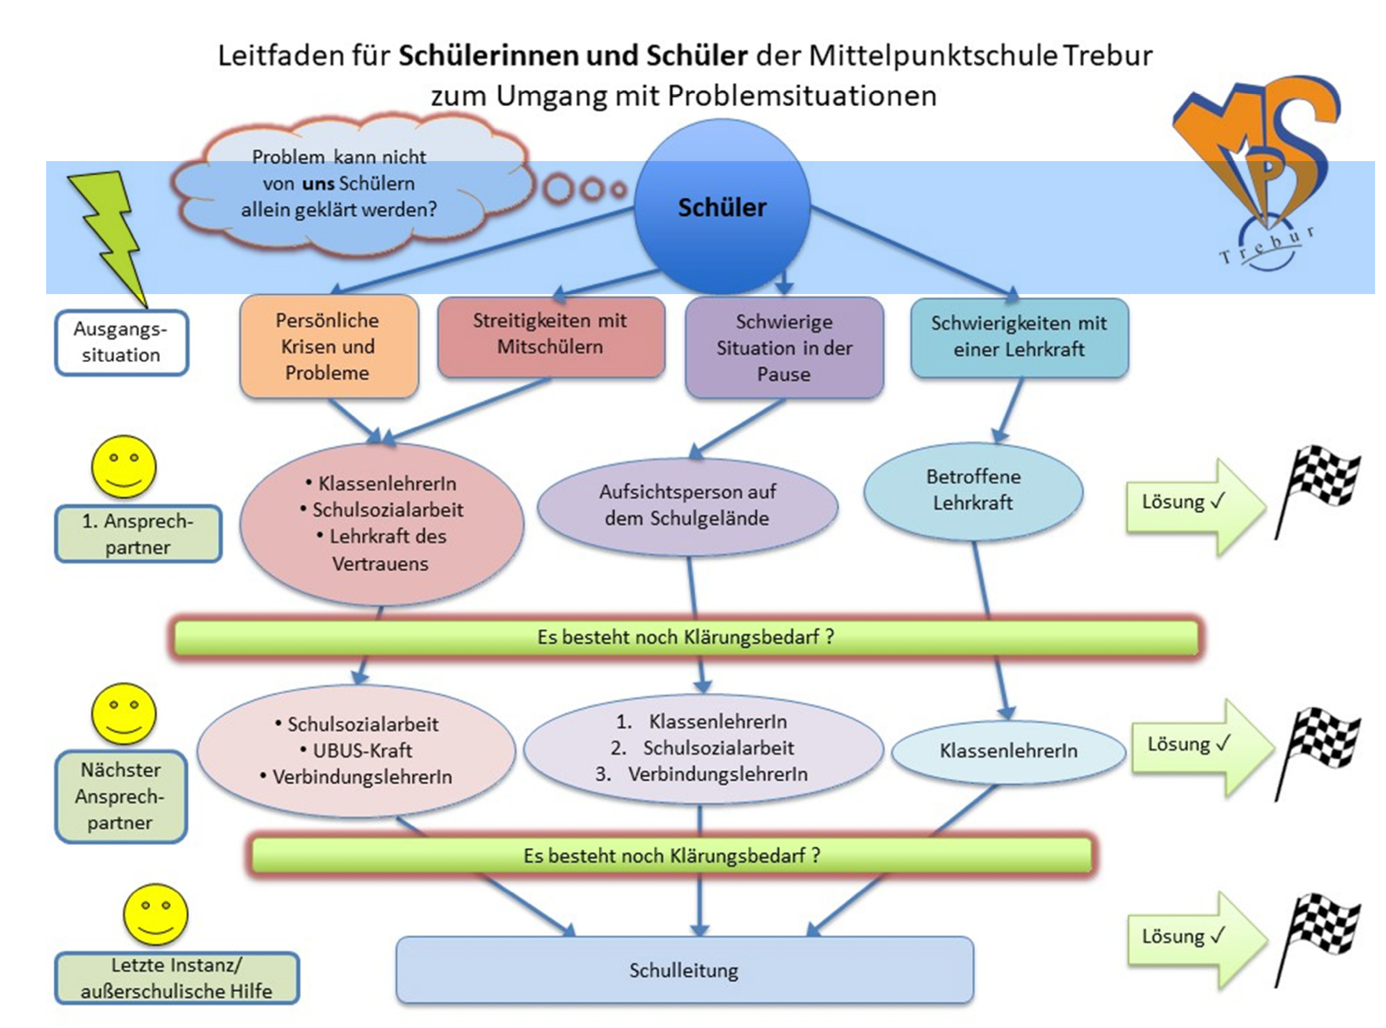 Leitfaden für Schülerinnen und Schüler der Mittelpunktschule Trebur
zum Umgang mit Problemsituationen
MPS
Trebur
Problem kann nicht
von uns Schülern
allein geklärt werden?
Schüler
Ausgangs-
situation
Persönliche
Krisen und
Probleme
Streitigkeiten mit
Mitschülern
Schwierige
Situation in der
Pause
Schwierigkeiten mit
einer Lehrkraft
1. Ansprech-
partner
• KlassenlehrerIn
• Schulsozialarbeit
• Lehrkraft des
Vertrauens
Aufsichtsperson auf
dem Schulgelände
Betroffene
Lehrkraft
Lösung ✓
Es besteht noch Klärungsbedarf ?
Nächster
Ansprech-
partner
• Schulsozialarbeit
• UBUS-Kraft
• VerbindungslehrerIn
1. KlassenlehrerIn
2. Schulsozialarbeit
3. VerbindungslehrerIn
KlassenlehrerIn
Lösung ✓
Es besteht noch Klärungsbedarf ?
Letzte Instanz/
außerschulische Hilfe
Schulleitung
Lösung ✓